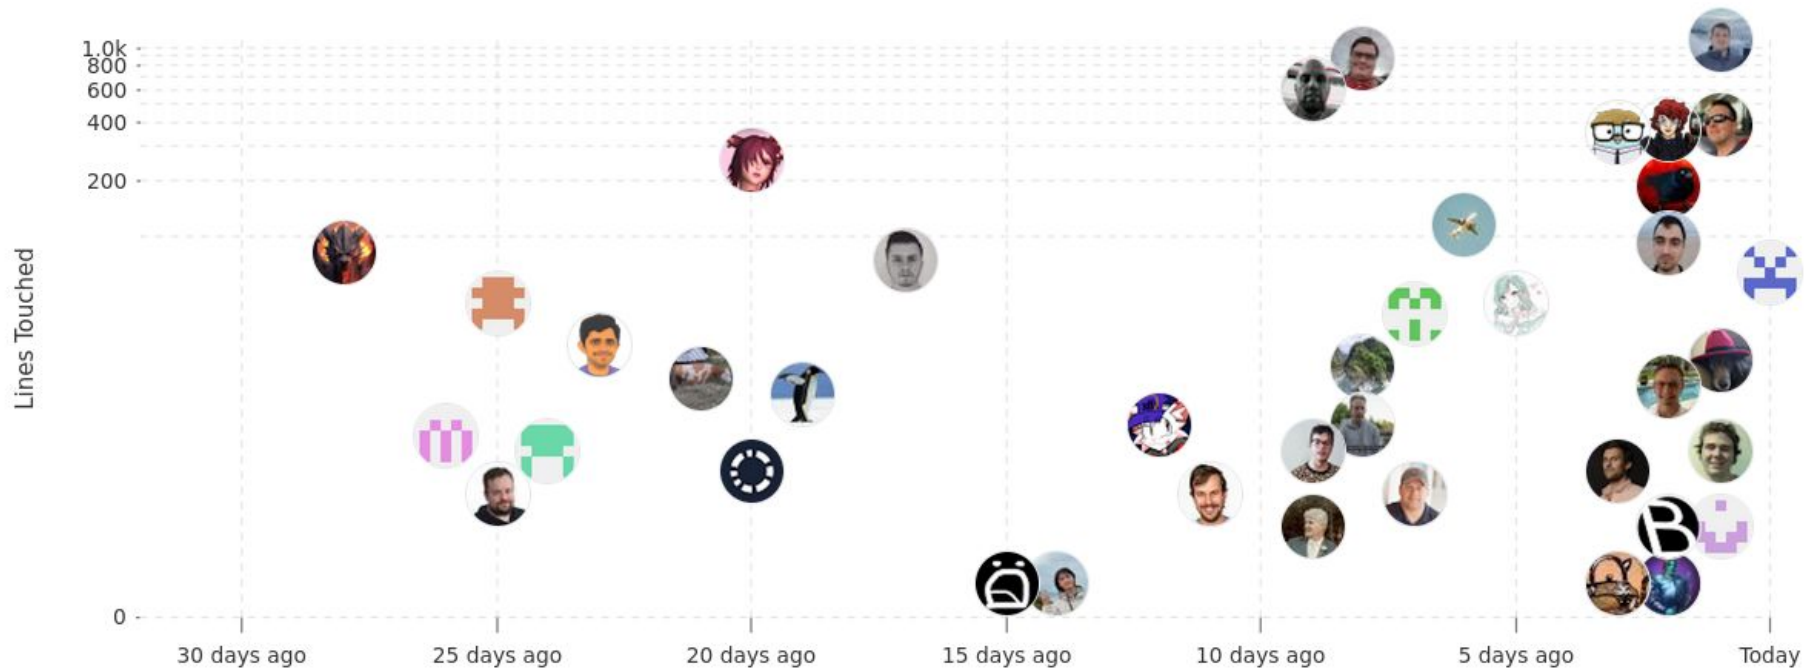 1.0k
800
600
400
200
0
Lines Touched
30 days ago
25 days ago
20 days ago
15 days ago
10 days ago
5 days ago
Today
B